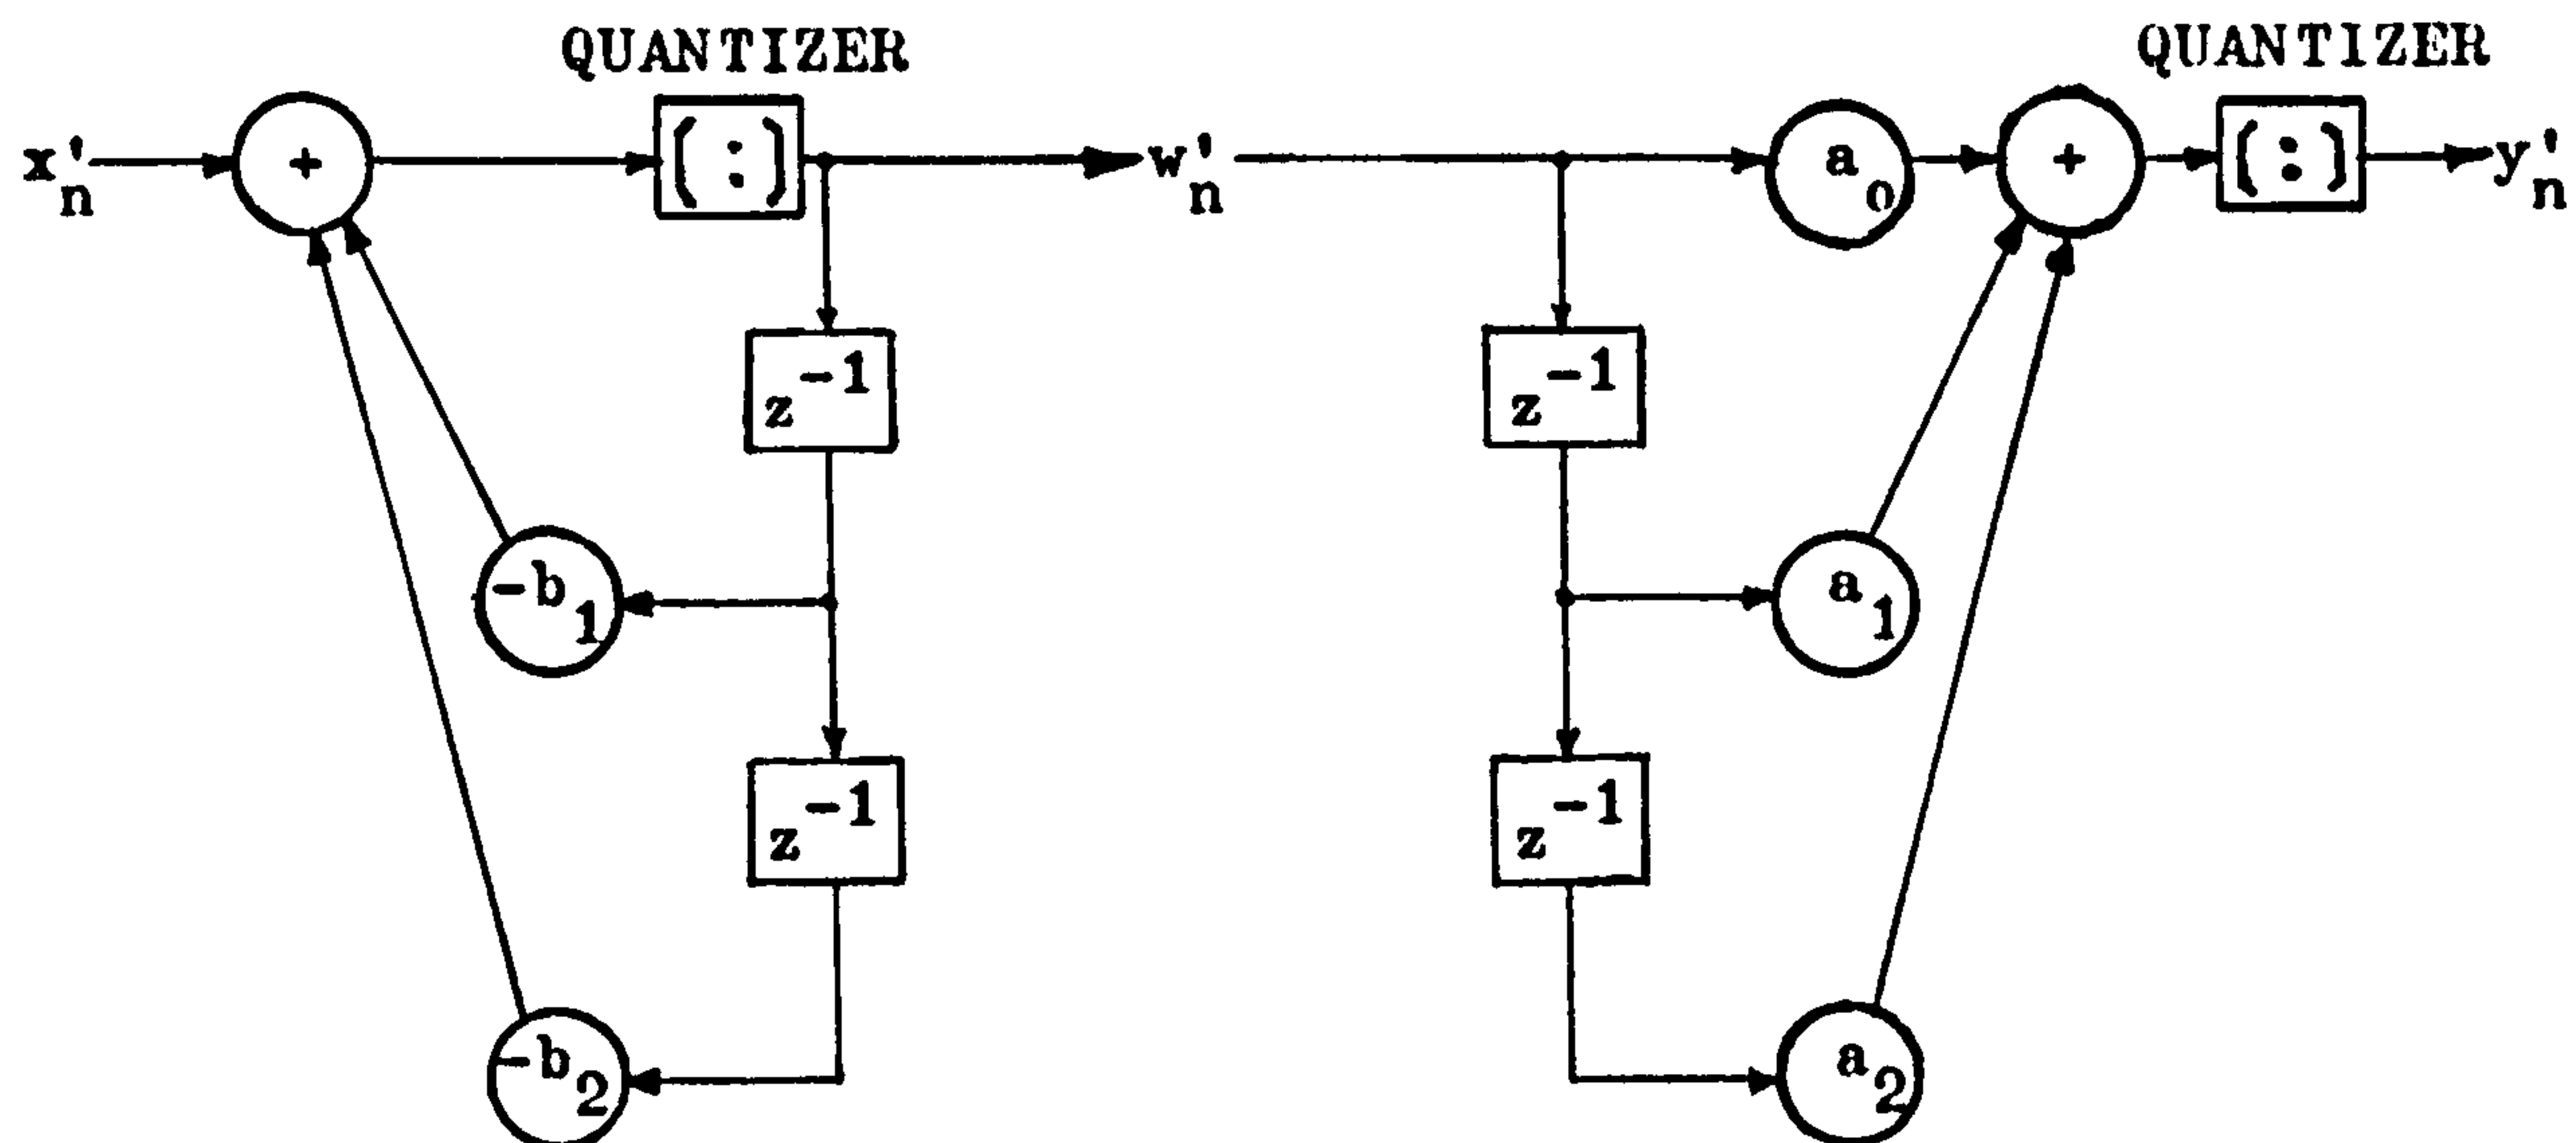 QUANTIZER
QUANTIZER
x'n
+
(:)
w'n
a0
+
(:)
y'n
z-1
z-1
-b1
a1
z-1
z-1
-b2
a2